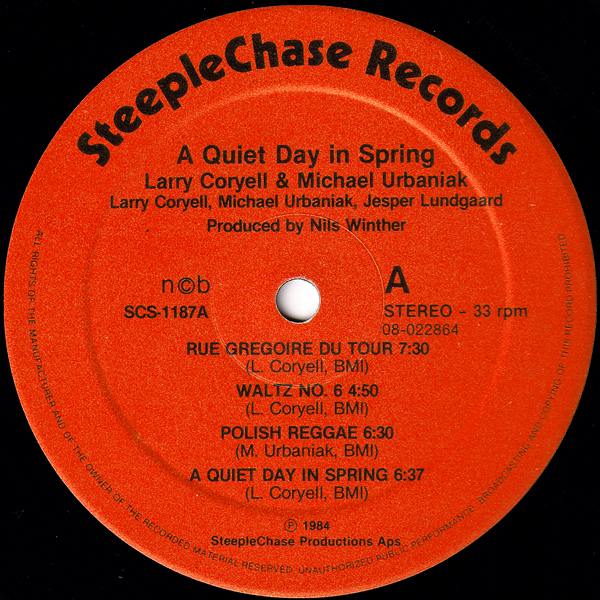 SteepleChase Records
A Quiet Day in Spring
Larry Coryell & Michael Urbaniak
Larry Coryell, Michael Urbaniak, Jesper Lundgaard
Produced by Nils Winther
n©b
A
SCS-1187A
STEREO - 33 rpm
08-022864
RUE GREGOIRE DU TOUR 7:30
(L. Coryell, BMI)
WALTZ NO. 6 4:50
(L. Coryell, BMI)
POLISH REGGAE 6:30
(M. Urbaniak, BMI)
A QUIET DAY IN SPRING 6:37
(L. Coryell, BMI)
℗ 1984
SteepleChase Productions Aps
ALL RIGHTS OF THE MANUFACTURER AND OF THE OWNER OF THE RECORDED MATERIAL RESERVED. UNAUTHORIZED PUBLIC PERFORMANCE, BROADCASTING AND COPYING OF THIS RECORD PROHIBITED